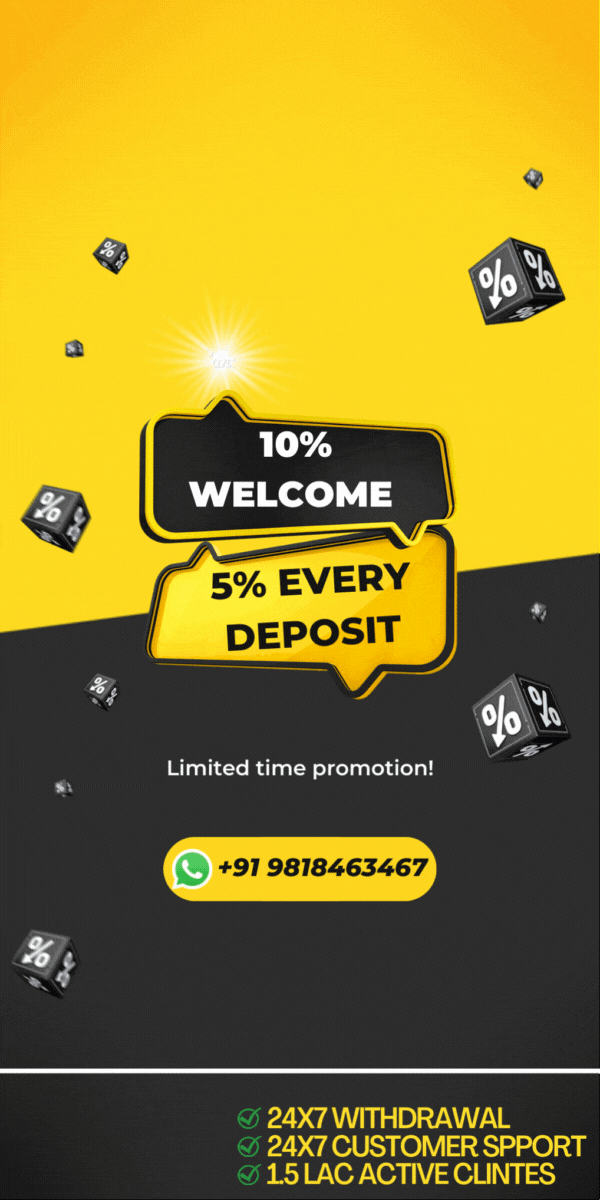 10%
WELCOME
5% EVERY
DEPOSIT
Limited time promotion!
+91 9818463467
24X7 WITHDRAWAL
24X7 CUSTOMER SPPORT
1.5 LAC ACTIVE CLINTES